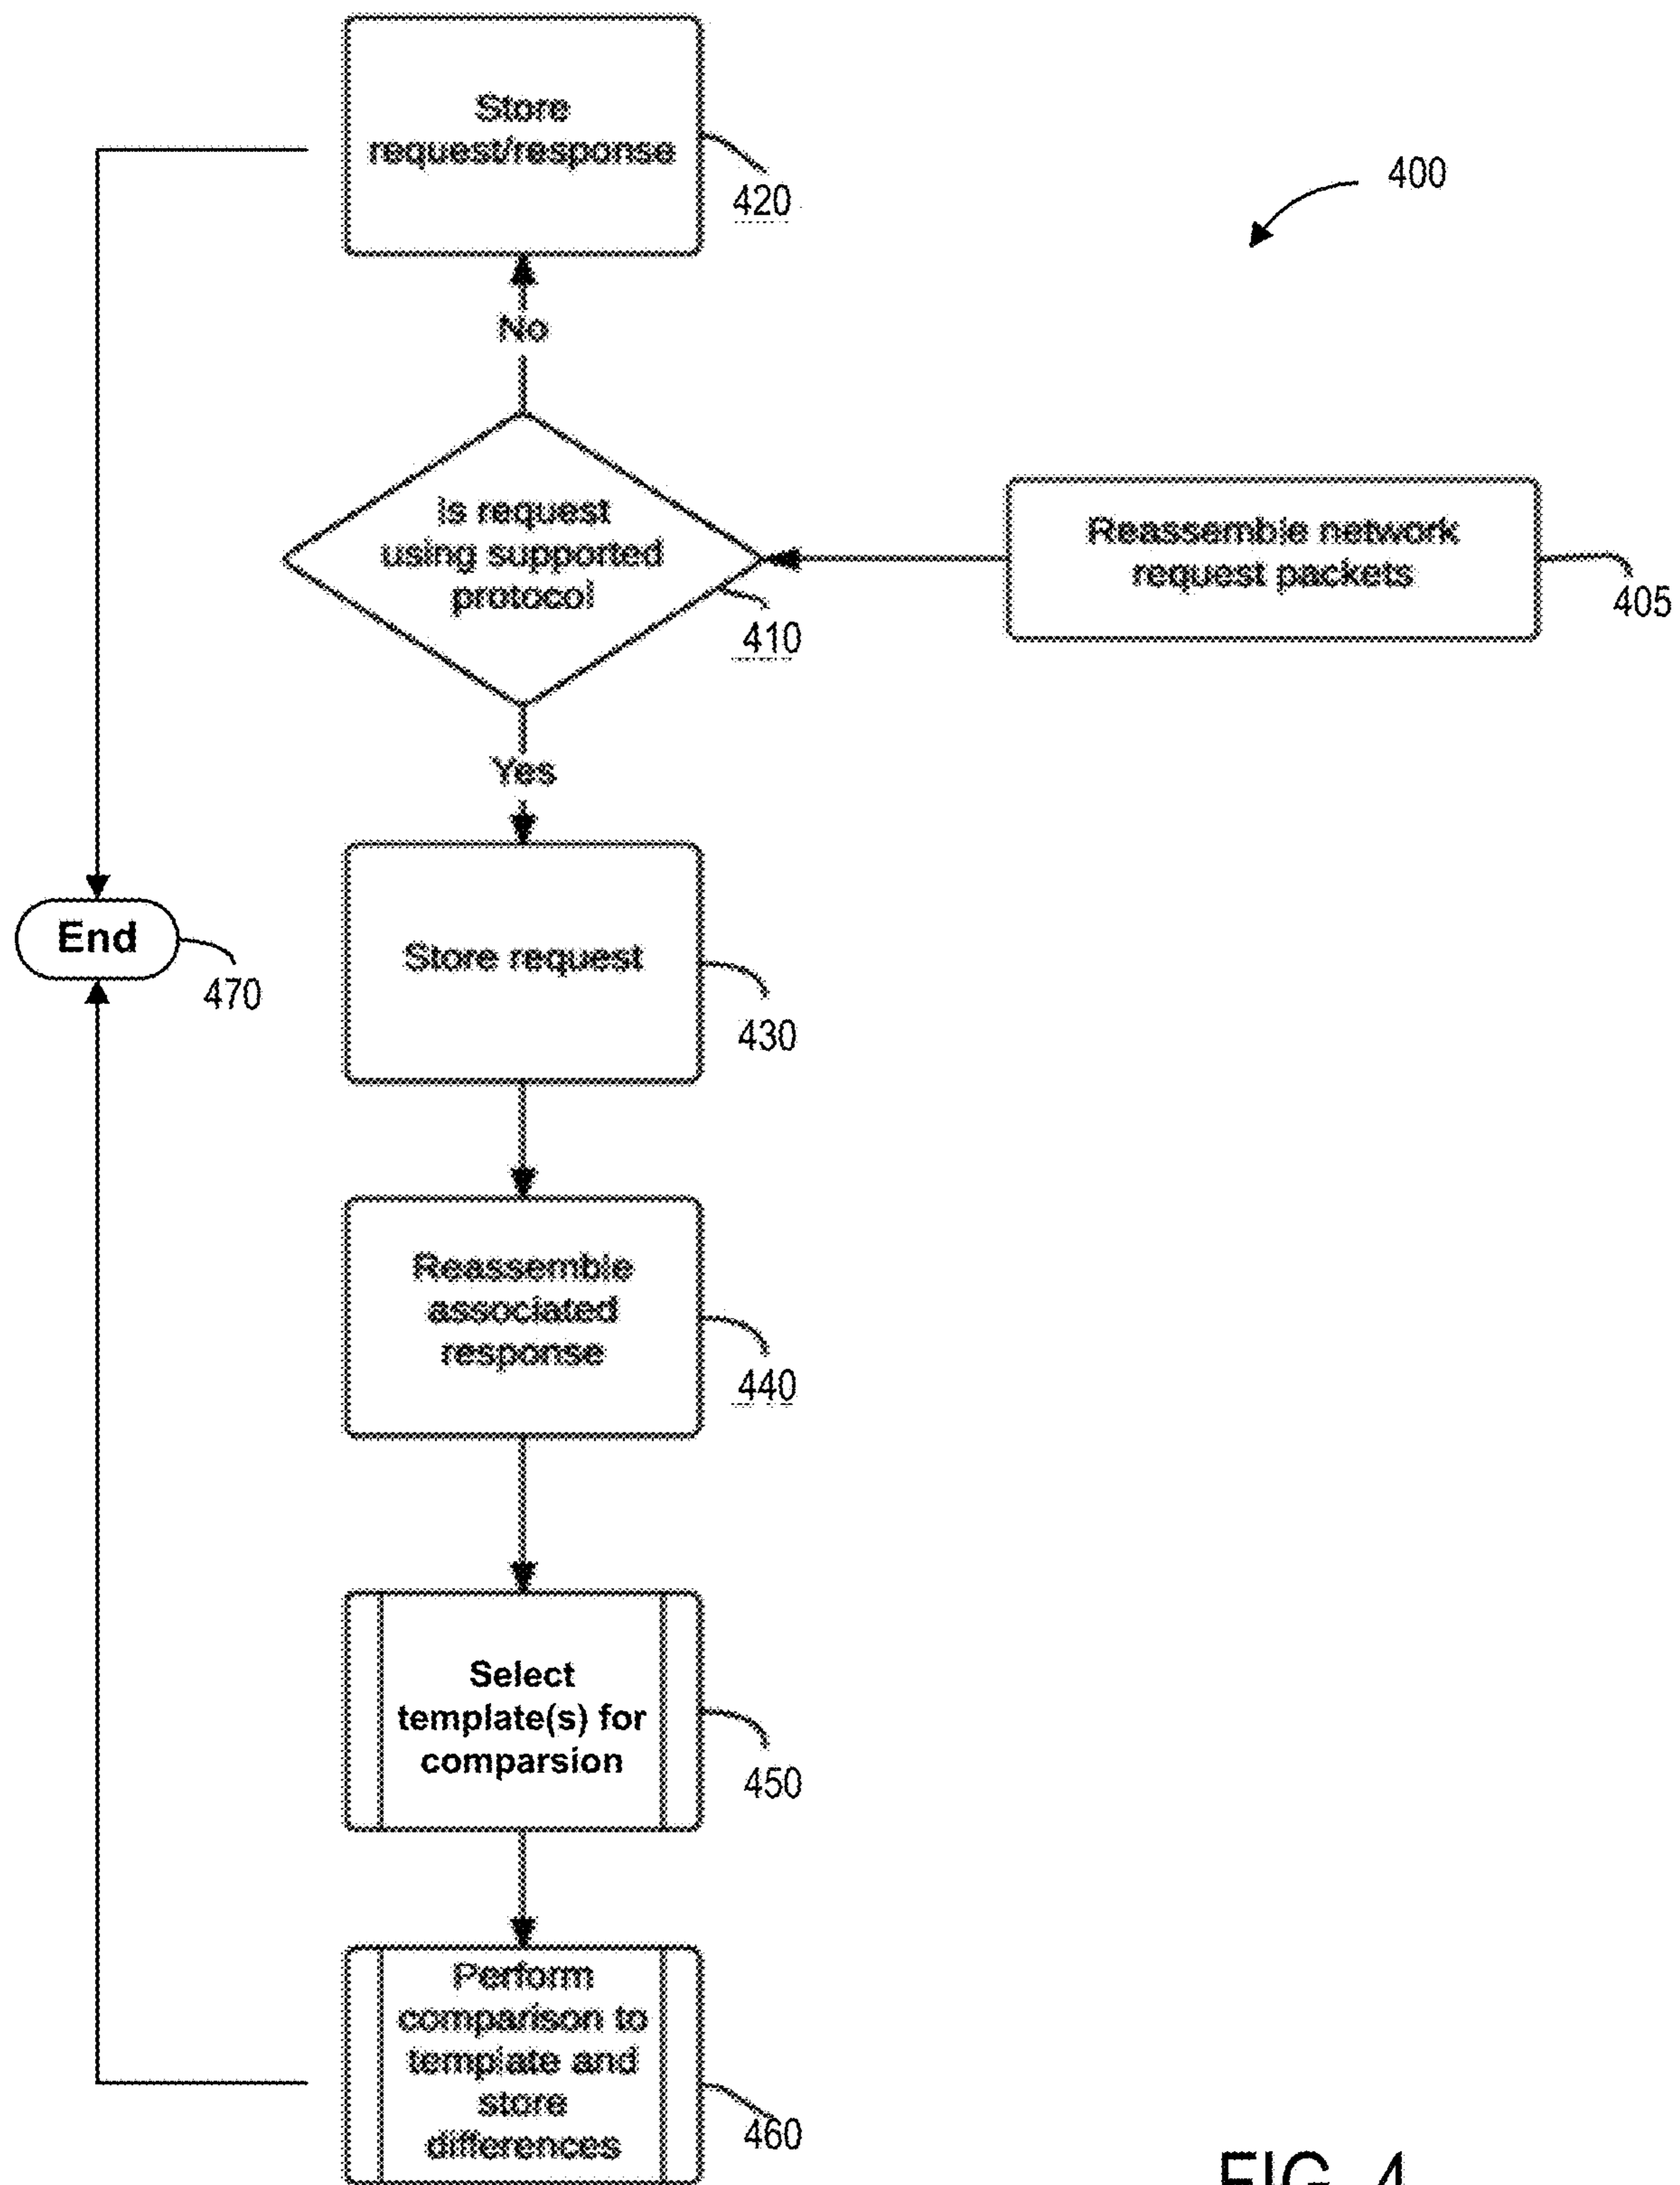 Store
request/response
420
400
No
is request
using supported
protocol
410
Reassemble network
request packets
405
Yes
End
470
Store request
430
Reassemble
associated
response
440
Select
template(s) for
comparsion
450
Perform
comparison to
template and
store
differences
460
FIG. 4